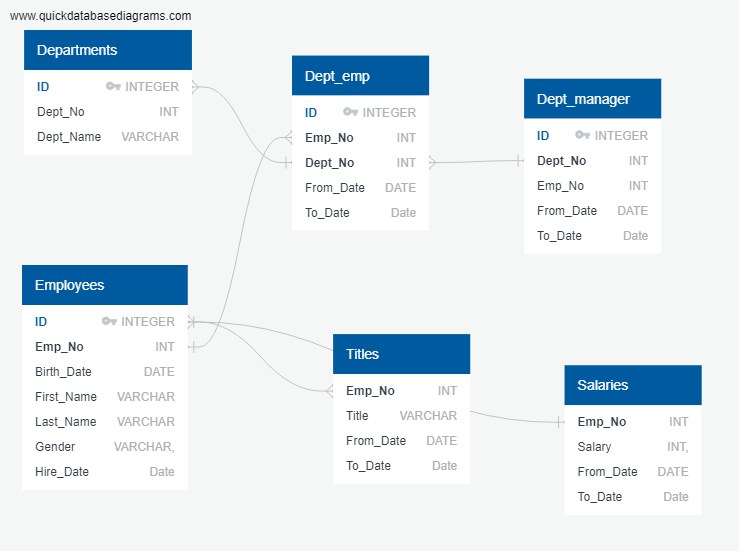 www.quickdatabasediagrams.com
Departments
ID INTEGER
Dept_No INT
Dept_Name VARCHAR
Dept_emp
ID INTEGER
Emp_No INT
Dept_No INT
From_Date DATE
To_Date Date
Dept_manager
ID INTEGER
Dept_No INT
Emp_No INT
From_Date DATE
To_Date Date
Employees
ID INTEGER
Emp_No INT
Birth_Date DATE
First_Name VARCHAR
Last_Name VARCHAR
Gender VARCHAR,
Hire_Date Date
Titles
Emp_No INT
Title VARCHAR
From_Date DATE
To_Date Date
Salaries
Emp_No INT
Salary INT,
From_Date DATE
To_Date Date